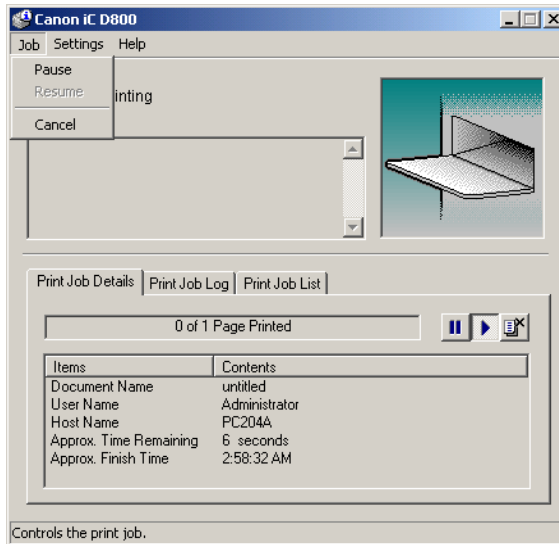 Canon iC D800
Job Settings Help
Pause
Resume
inting
Cancel
Print Job Details Print Job Log Print Job List
0 of 1 Page Printed
Items Contents
Document Name untitled
User Name Administrator
Host Name PC204A
Approx. Time Remaining 6 seconds
Approx. Finish Time 2:58:32 AM
Controls the print job.